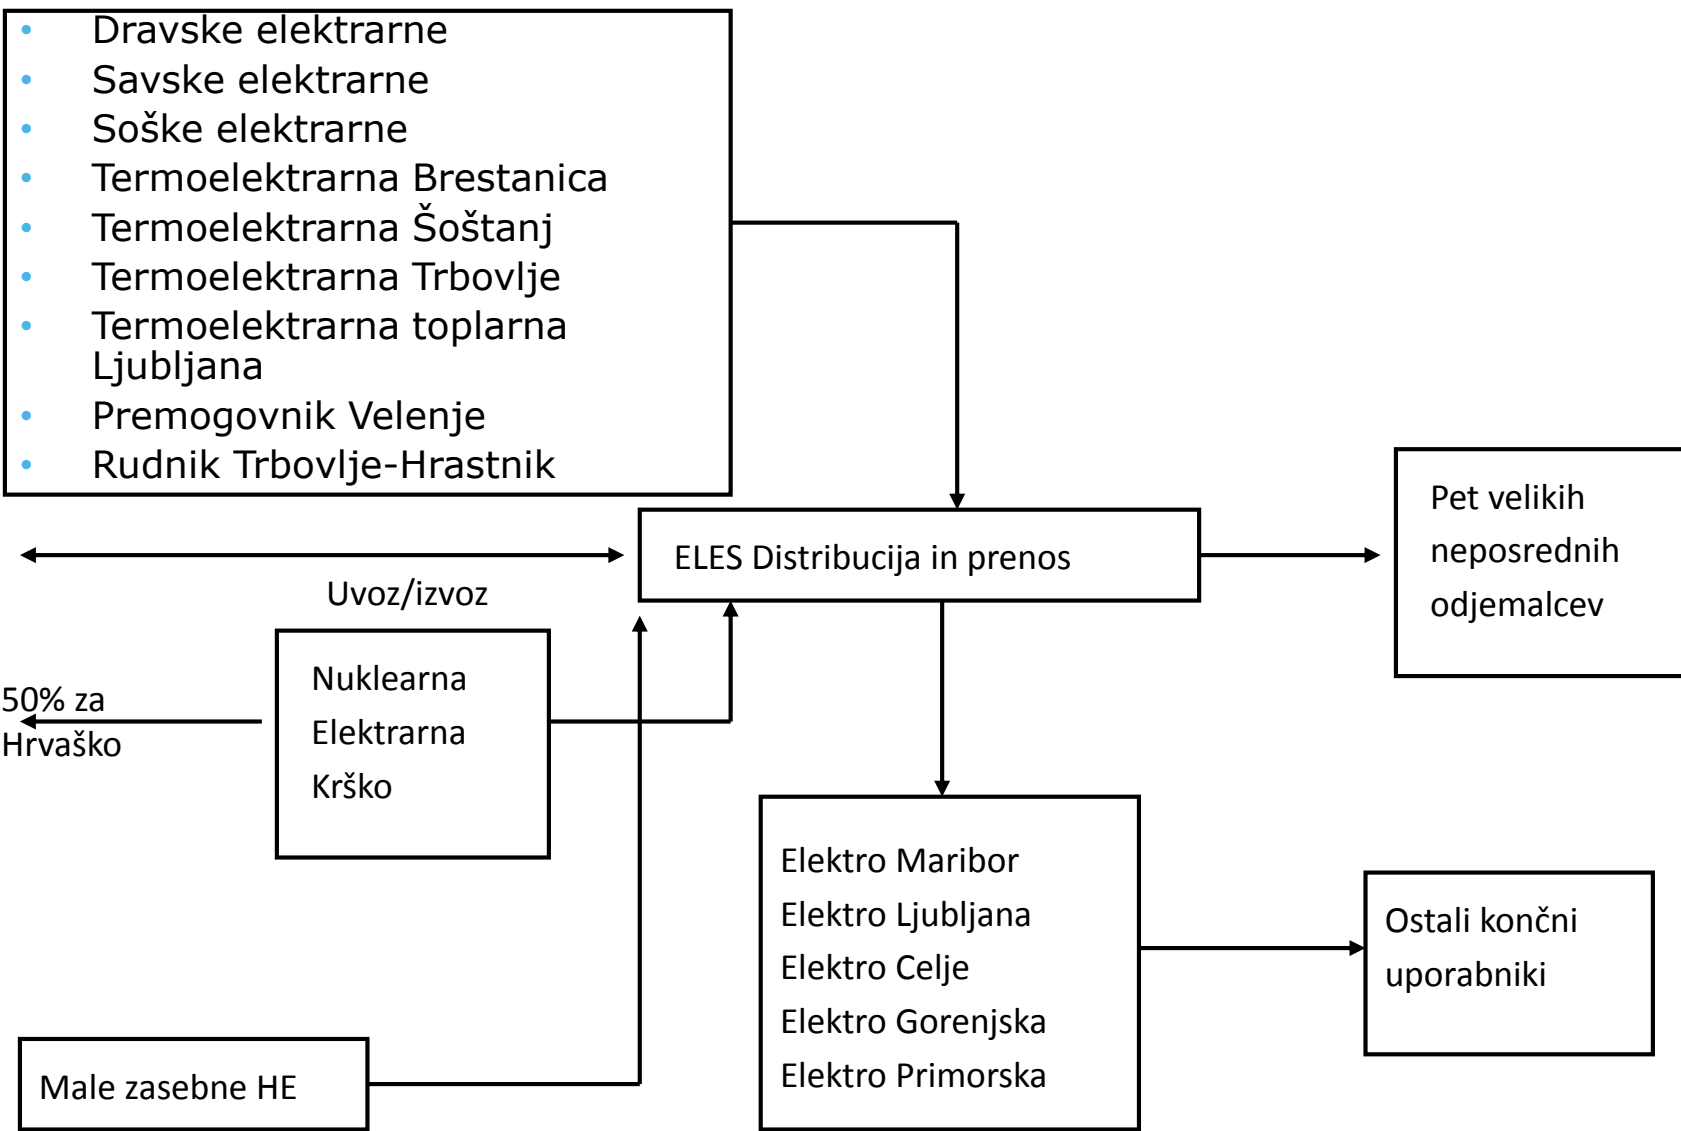 • Dravske elektrarne
• Savske elektrarne
• Soške elektrarne
• Termoelektrarna Brestanica
• Termoelektrarna Šoštanj
• Termoelektrarna Trbovlje
• Termoelektrarna toplarna
Ljubljana
• Premogovnik Velenje
• Rudnik Trbovlje-Hrastnik
Pet velikih
neposrednih
odjemalcev
ELES Distribucija in prenos
Uvoz/izvoz
Nuklearna
Elektrarna
Krško
50% za
Hrvaško
Elektro Maribor
Elektro Ljubljana
Elektro Celje
Elektro Gorenjska
Elektro Primorska
Ostali končni
uporabniki
Male zasebne HE